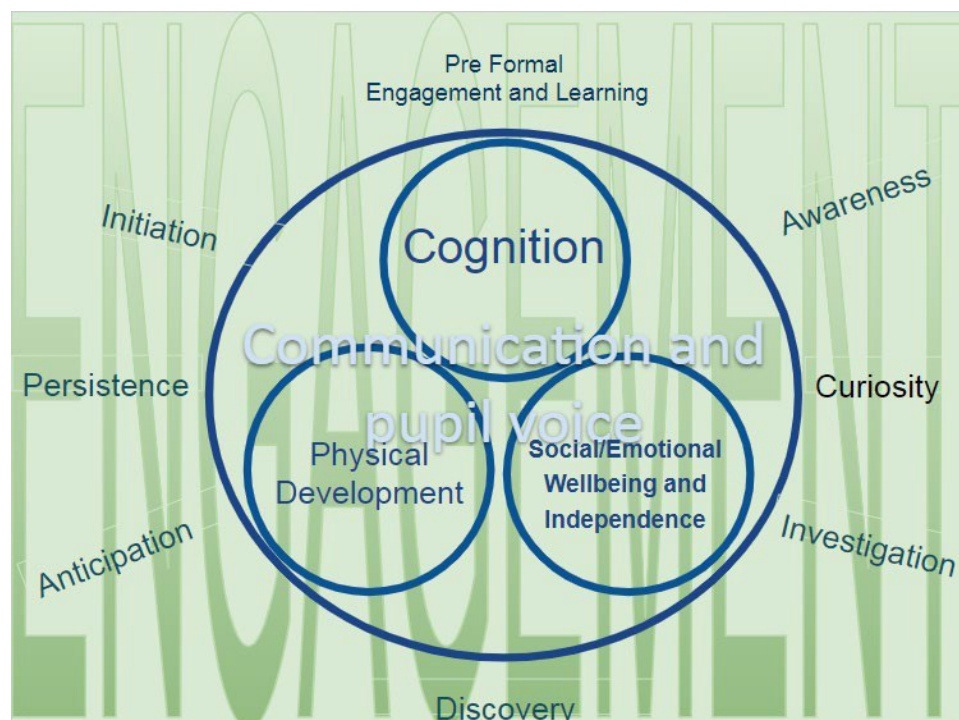 ENGAGEMENT
Pre Formal
Engagement and Learning
Initiation
Awareness
Cognition
Communication and
pupil voice
Persistence
Curiosity
Physical
Development
Social/Emotional
Wellbeing and
Independence
Anticipation
Investigation
Discovery